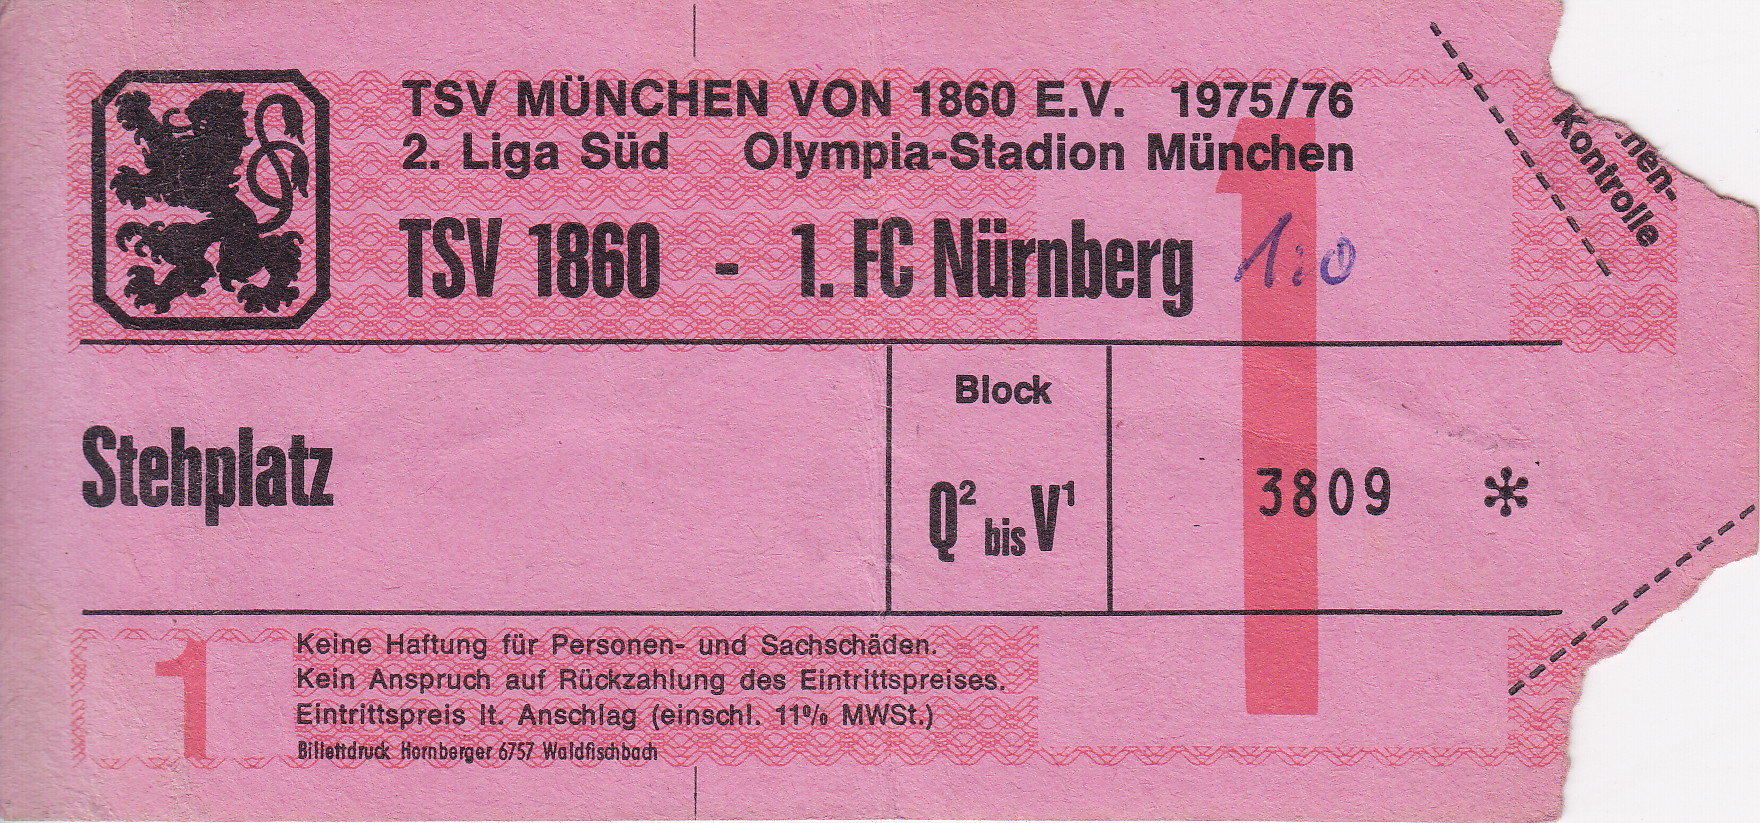 TSV MÜNCHEN VON 1860 E.V. 1975/76
2. Liga Süd Olympia-Stadion München
TSV 1860 - 1. FC Nürnberg 1:0
nen-
Kontrolle
Stehplatz
Block
Q² bis V¹
3809 *
1
1
Keine Haftung für Personen- und Sachschäden.
Kein Anspruch auf Rückzahlung des Eintrittspreises.
Eintrittspreis lt. Anschlag (einschl. 11% MWSt.)
Billettdruck Hornberger 6757 Waldfischbach